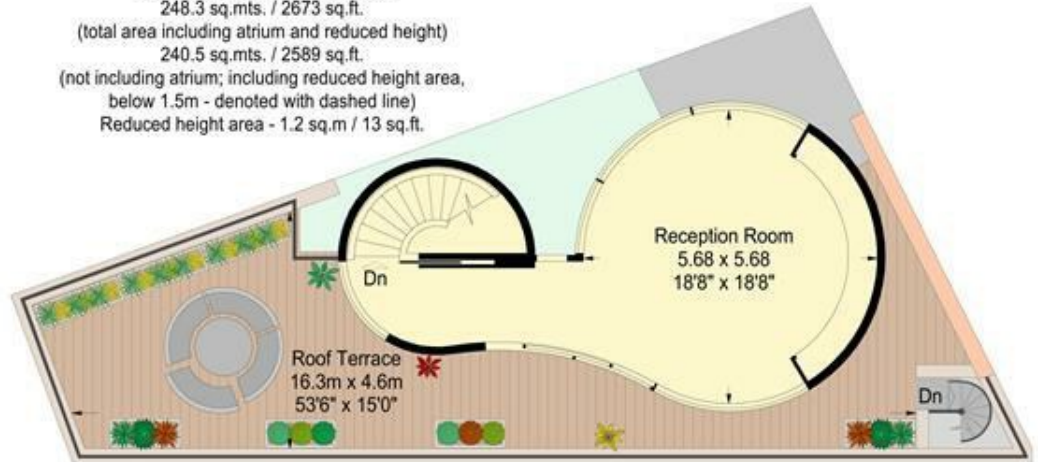 248.3 sq.mts. / 2673 sq.ft.
(total area including atrium and reduced height)
240.5 sq.mts. / 2589 sq.ft.
(not including atrium; including reduced height area,
below 1.5m - denoted with dashed line)
Reduced height area - 1.2 sq.m / 13 sq.ft.
Reception Room
5.68 x 5.68
18'8" x 18'8"
Dn
Roof Terrace
16.3m x 4.6m
53'6" x 15'0"
Dn